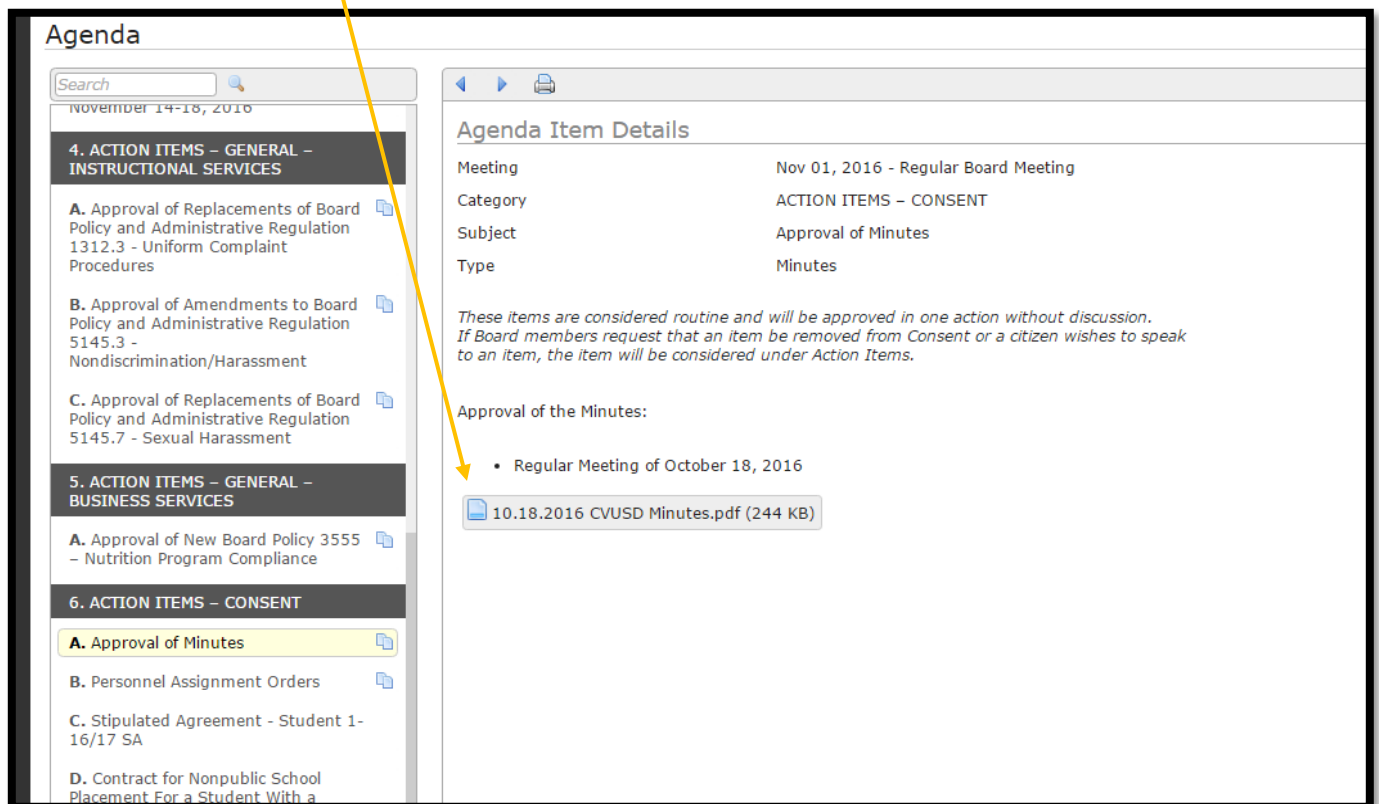 Agenda
Search
November 14-18, 2016
4. ACTION ITEMS – GENERAL –
INSTRUCTIONAL SERVICES
A. Approval of Replacements of Board
Policy and Administrative Regulation
1312.3 - Uniform Complaint
Procedures
B. Approval of Amendments to Board
Policy and Administrative Regulation
5145.3 -
Nondiscrimination/Harassment
C. Approval of Replacements of Board
Policy and Administrative Regulation
5145.7 - Sexual Harassment
5. ACTION ITEMS – GENERAL –
BUSINESS SERVICES
A. Approval of New Board Policy 3555
– Nutrition Program Compliance
6. ACTION ITEMS – CONSENT
A. Approval of Minutes
B. Personnel Assignment Orders
C. Stipulated Agreement - Student 1-
16/17 SA
D. Contract for Nonpublic School
Placement For a Student With a
Agenda Item Details
Meeting Nov 01, 2016 - Regular Board Meeting
Category ACTION ITEMS – CONSENT
Subject Approval of Minutes
Type Minutes
These items are considered routine and will be approved in one action without discussion.
If Board members request that an item be removed from Consent or a citizen wishes to speak
to an item, the item will be considered under Action Items.
Approval of the Minutes:
• Regular Meeting of October 18, 2016
10.18.2016 CVUSD Minutes.pdf (244 KB)